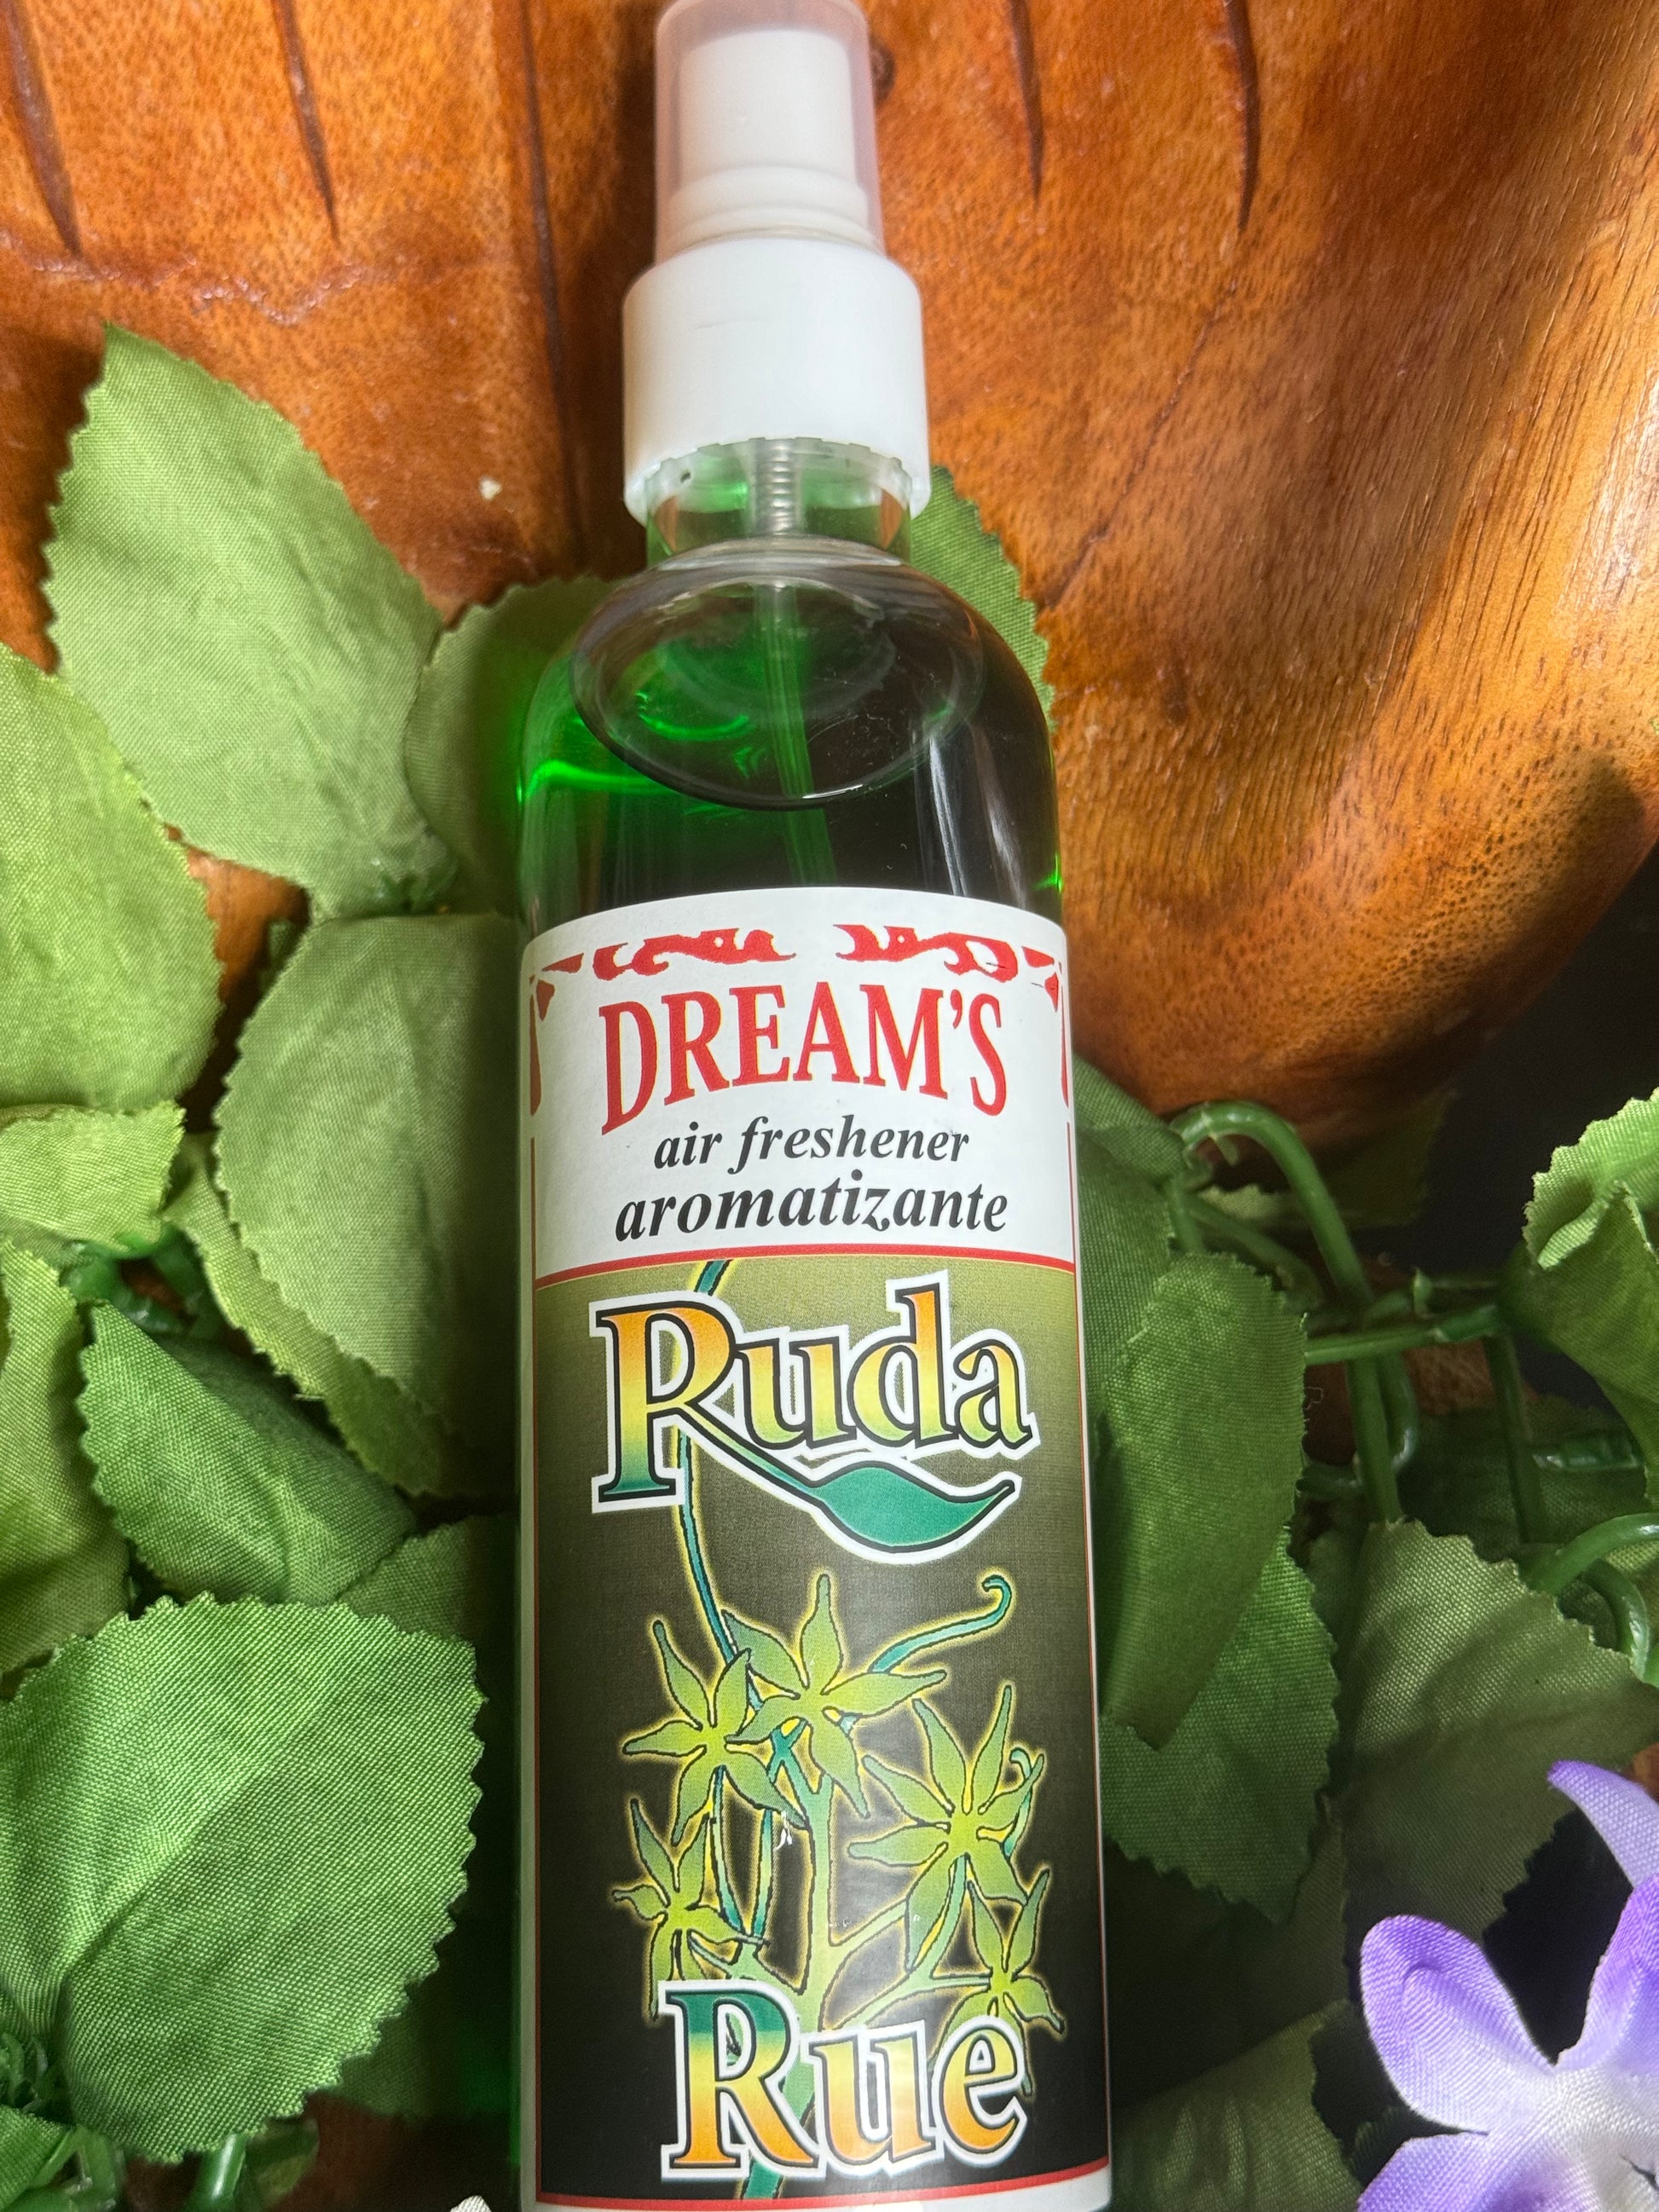 DREAM'S
air freshener
aromatizante
Ruda
Rue